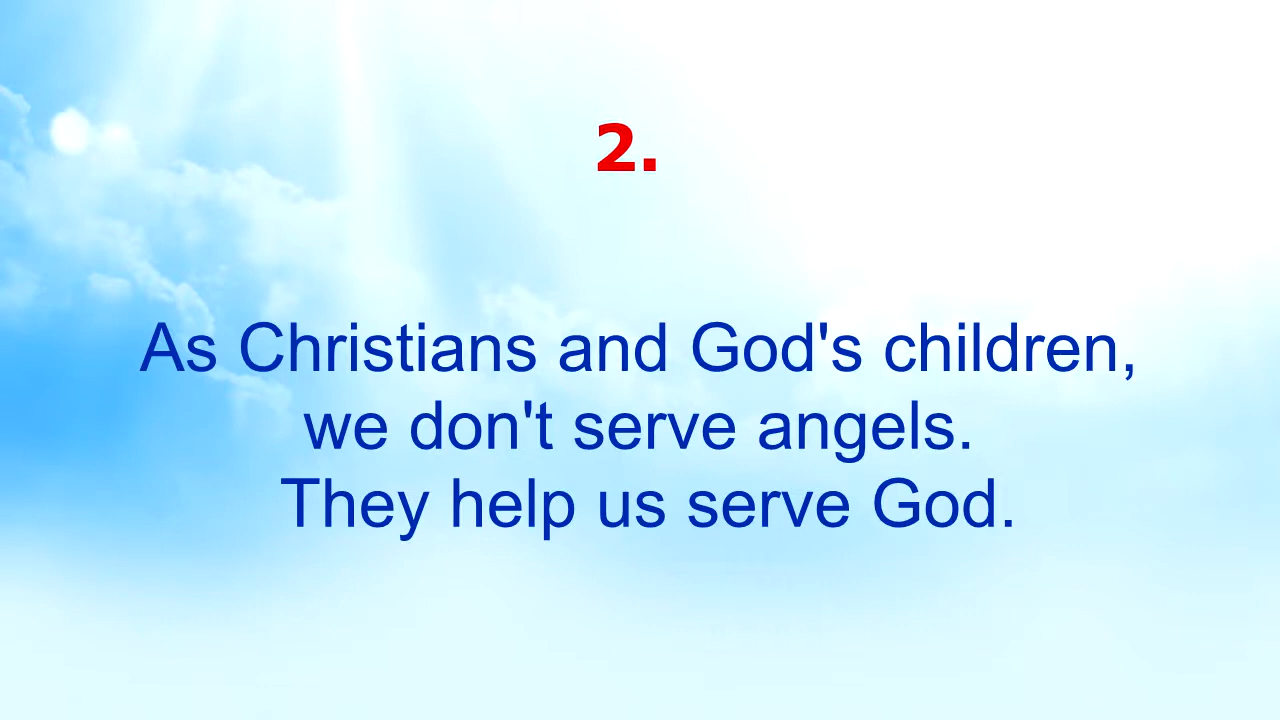 2.
As Christians and God's children,
we don't serve angels.
They help us serve God.